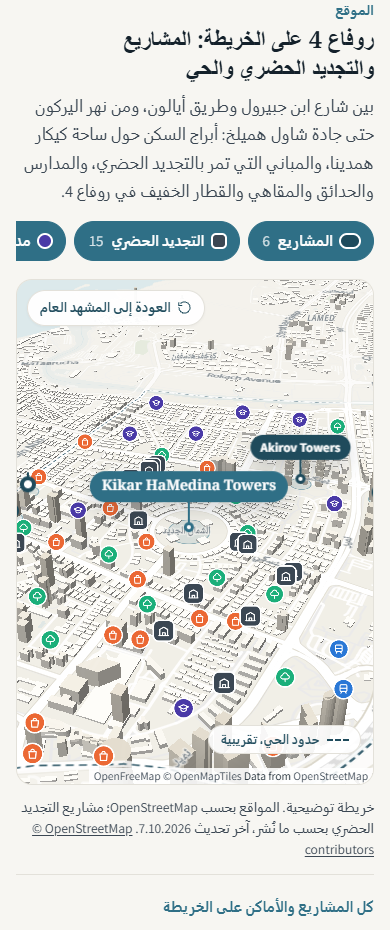 الموقع
روفاع 4 على الخريطة: المشاريع
والتجديد الحضري والحي
بين شارع ابن جبيرول وطريق أيالون، ومن نهر اليركون
حتى جادة شاول هميلخ: أبراج السكن حول ساحة كيكار
همدينا، والمباني التي تمر بالتجديد الحضري، والمدارس
والحدائق والمقاهي والقطار الخفيف في روفاع 4.
المشاريع 6
التجديد الحضري 15
العودة إلى المشهد العام
LAMED
Rokach Avenue
Akirov Towers
Kikar HaMedina Towers
حدود الحي، تقريبية
OpenFreeMap © OpenMapTiles Data from OpenStreetMap
خريطة توضيحية. المواقع بحسب OpenStreetMap؛ مشاريع التجديد
الحضري بحسب ما نُشر، آخر تحديث 7.10.2026. © OpenStreetMap
contributors
كل المشاريع والأماكن على الخريطة